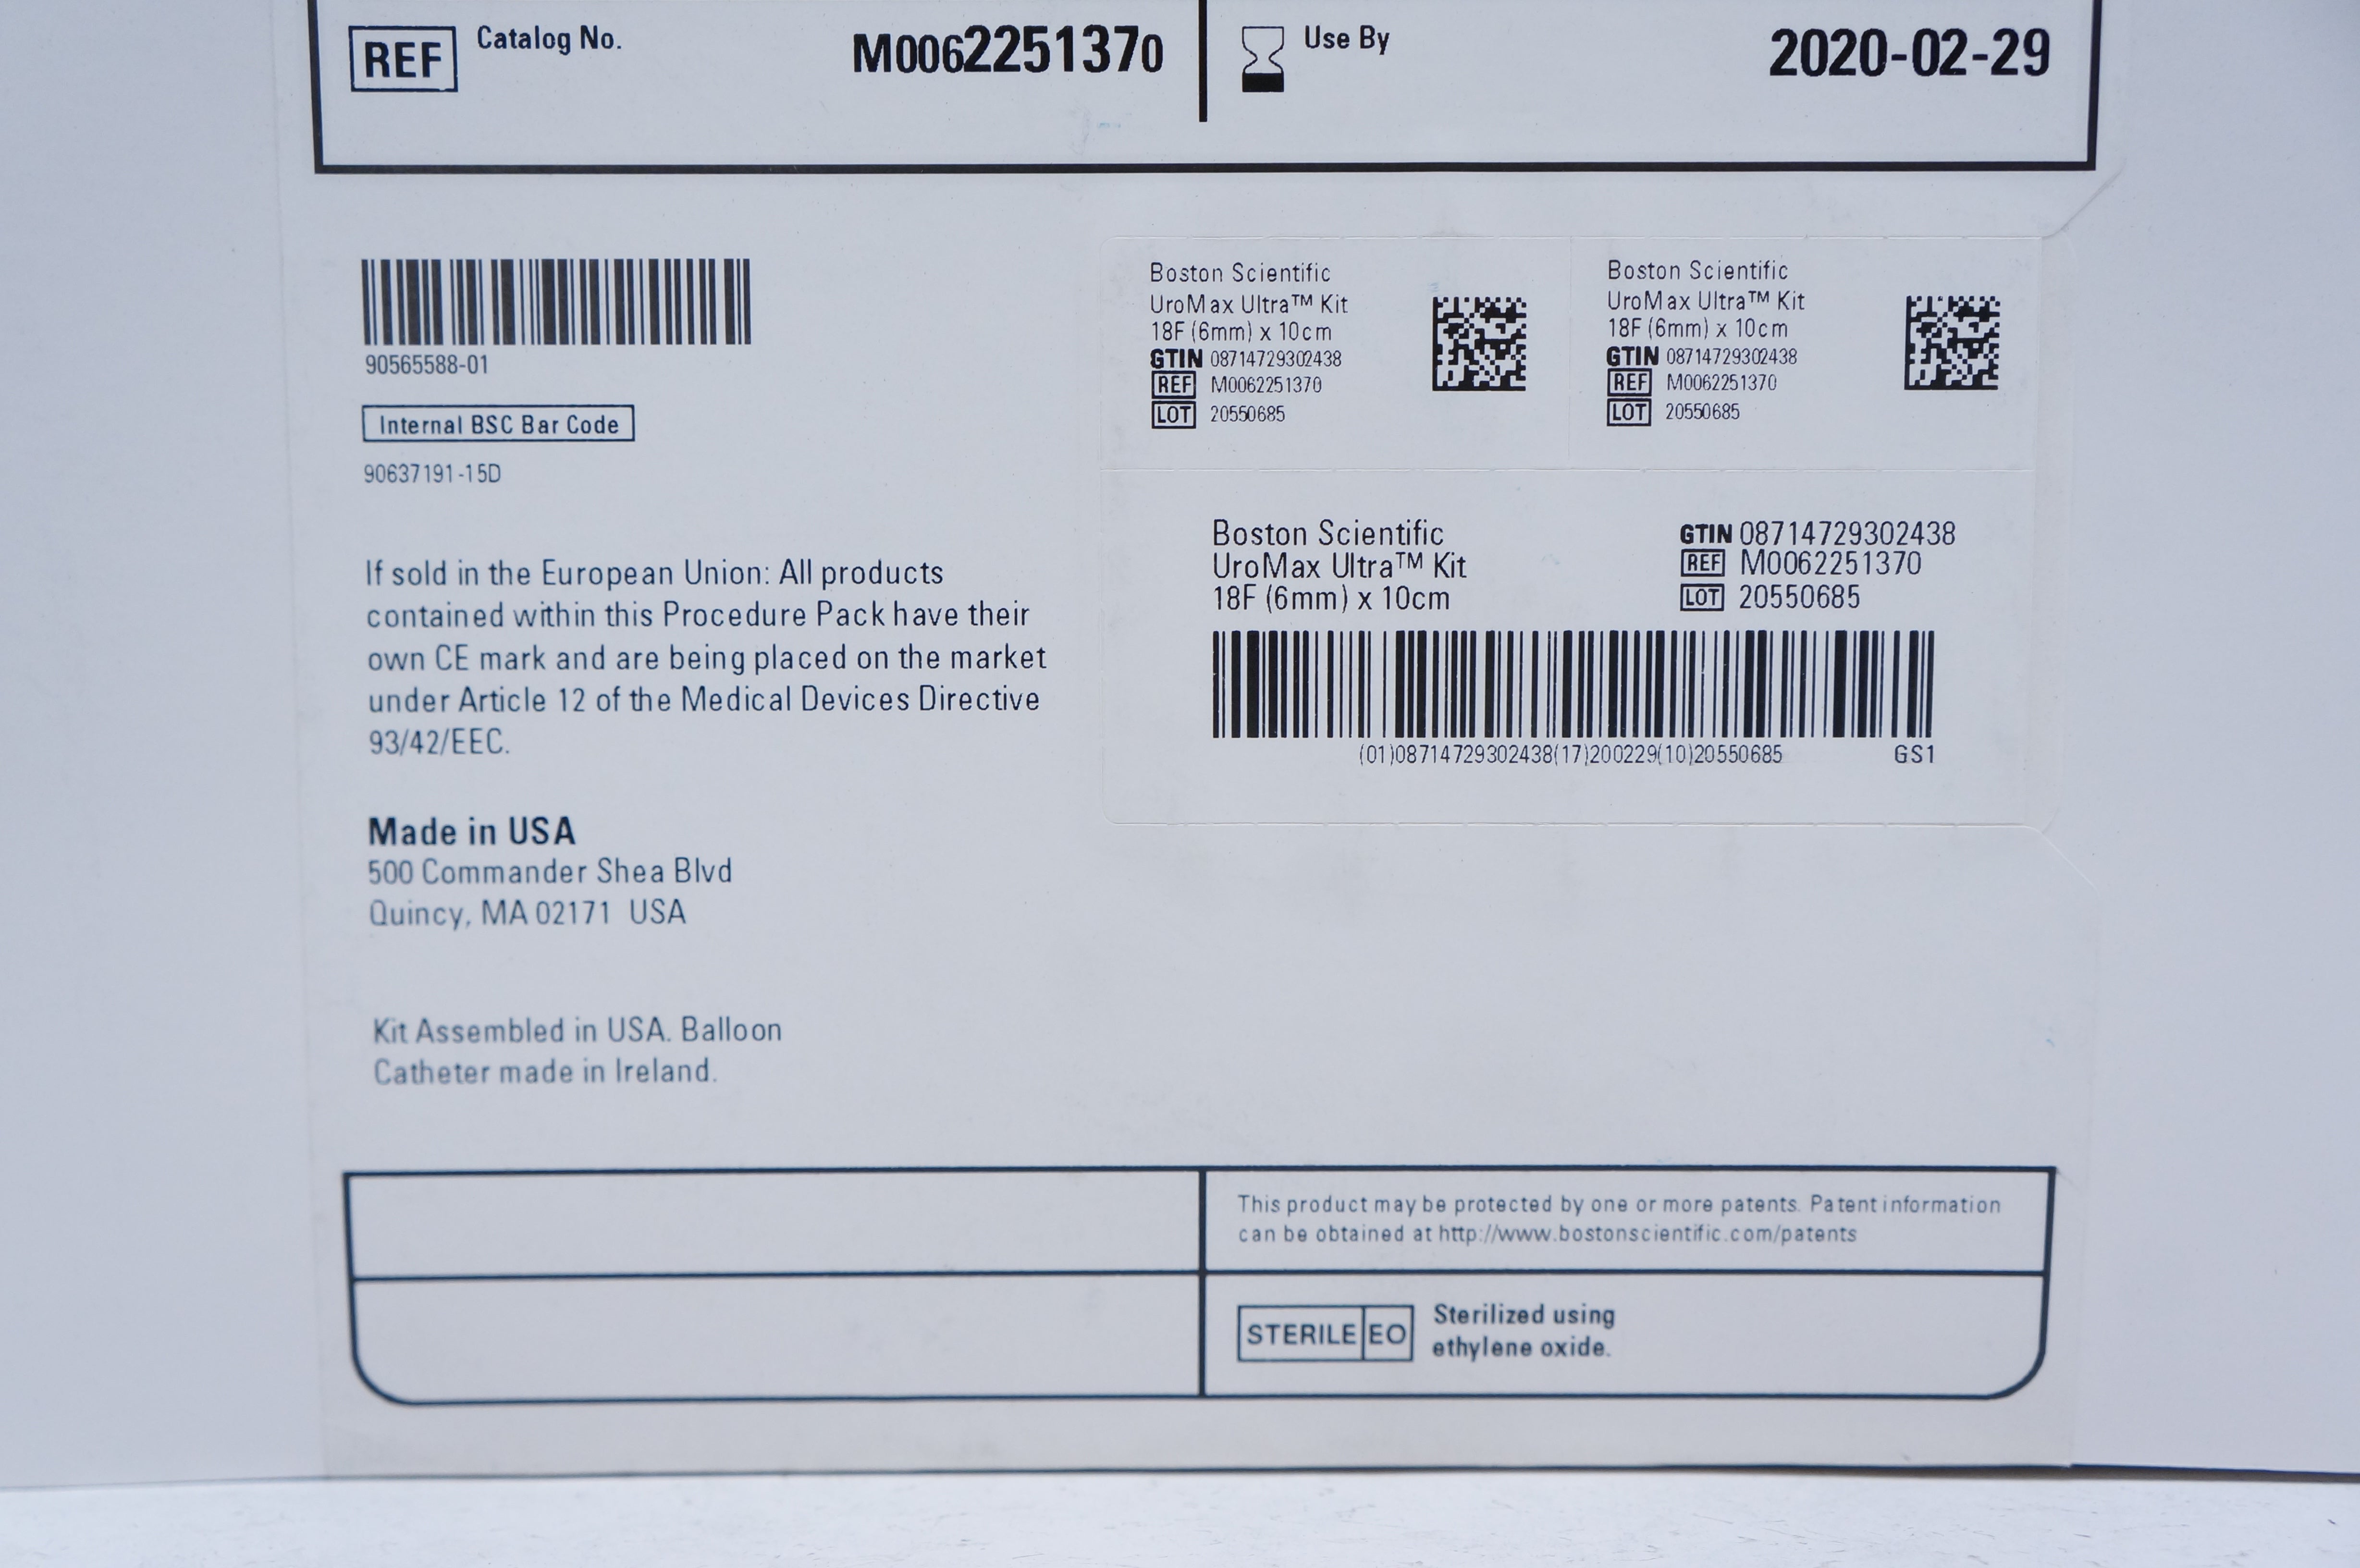 REF Catalog No. M0062251370
Use By 2020-02-29
90565588-01
Internal BSC Bar Code
90637191-15D
If sold in the European Union: All products
contained within this Procedure Pack have their
own CE mark and are being placed on the market
under Article 12 of the Medical Devices Directive
93/42/EEC.
Made in USA
500 Commander Shea Blvd
Quincy, MA 02171 USA
Kit Assembled in USA. Balloon
Catheter made in Ireland.
Boston Scientific
UroMax Ultra™ Kit
18F (6mm) x 10cm
GTIN 08714729302438
REF M0062251370
LOT 20550685
Boston Scientific
UroMax Ultra™ Kit
18F (6mm) x 10cm
GTIN 08714729302438
REF M0062251370
LOT 20550685
Boston Scientific
UroMax Ultra™ Kit
18F (6mm) x 10cm
GTIN 08714729302438
REF M0062251370
LOT 20550685
(01)08714729302438(17)200229(10)20550685 GS1
This product may be protected by one or more patents. Patent information
can be obtained at http://www.bostonscientific.com/patents
STERILE EO
Sterilized using
ethylene oxide.